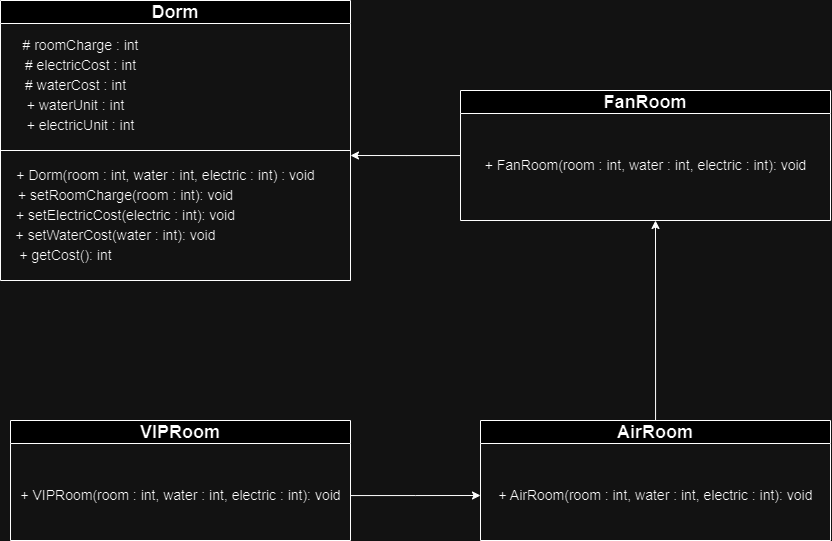 Dorm
# roomCharge : int
# electricCost : int
# waterCost : int
+ waterUnit : int
+ electricUnit : int
+ Dorm(room : int, water : int, electric : int) : void
+ setRoomCharge(room : int): void
+ setElectricCost(electric : int): void
+ setWaterCost(water : int): void
+ getCost(): int
FanRoom
+ FanRoom(room : int, water : int, electric : int): void
VIPRoom
+ VIPRoom(room : int, water : int, electric : int): void
AirRoom
+ AirRoom(room : int, water : int, electric : int): void